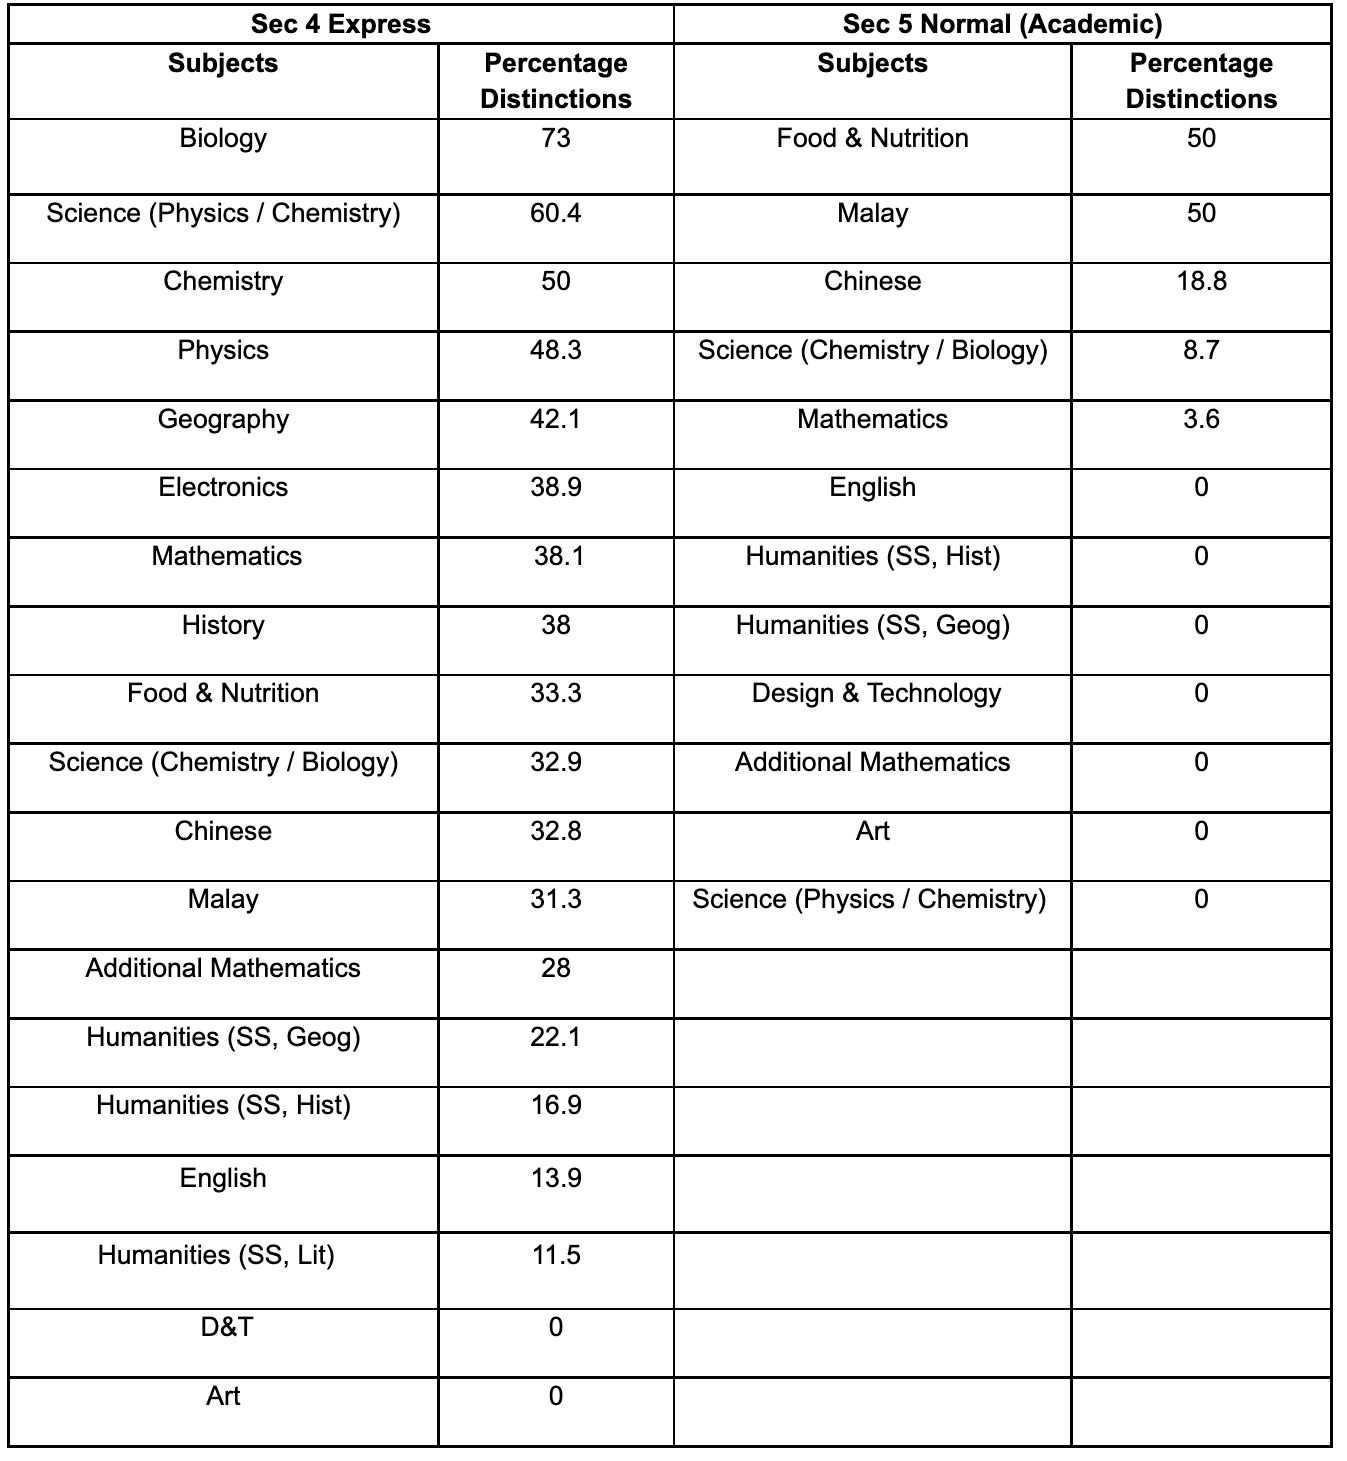 Sec 4 Express Sec 5 Normal (Academic)
Subjects Percentage Distinctions Subjects Percentage Distinctions
Biology 73 Food & Nutrition 50
Science (Physics / Chemistry) 60.4 Malay 50
Chemistry 50 Chinese 18.8
Physics 48.3 Science (Chemistry / Biology) 8.7
Geography 42.1 Mathematics 3.6
Electronics 38.9 English 0
Mathematics 38.1 Humanities (SS, Hist) 0
History 38 Humanities (SS, Geog) 0
Food & Nutrition 33.3 Design & Technology 0
Science (Chemistry / Biology) 32.9 Additional Mathematics 0
Chinese 32.8 Art 0
Malay 31.3 Science (Physics / Chemistry) 0
Additional Mathematics 28
Humanities (SS, Geog) 22.1
Humanities (SS, Hist) 16.9
English 13.9
Humanities (SS, Lit) 11.5
D&T 0
Art 0